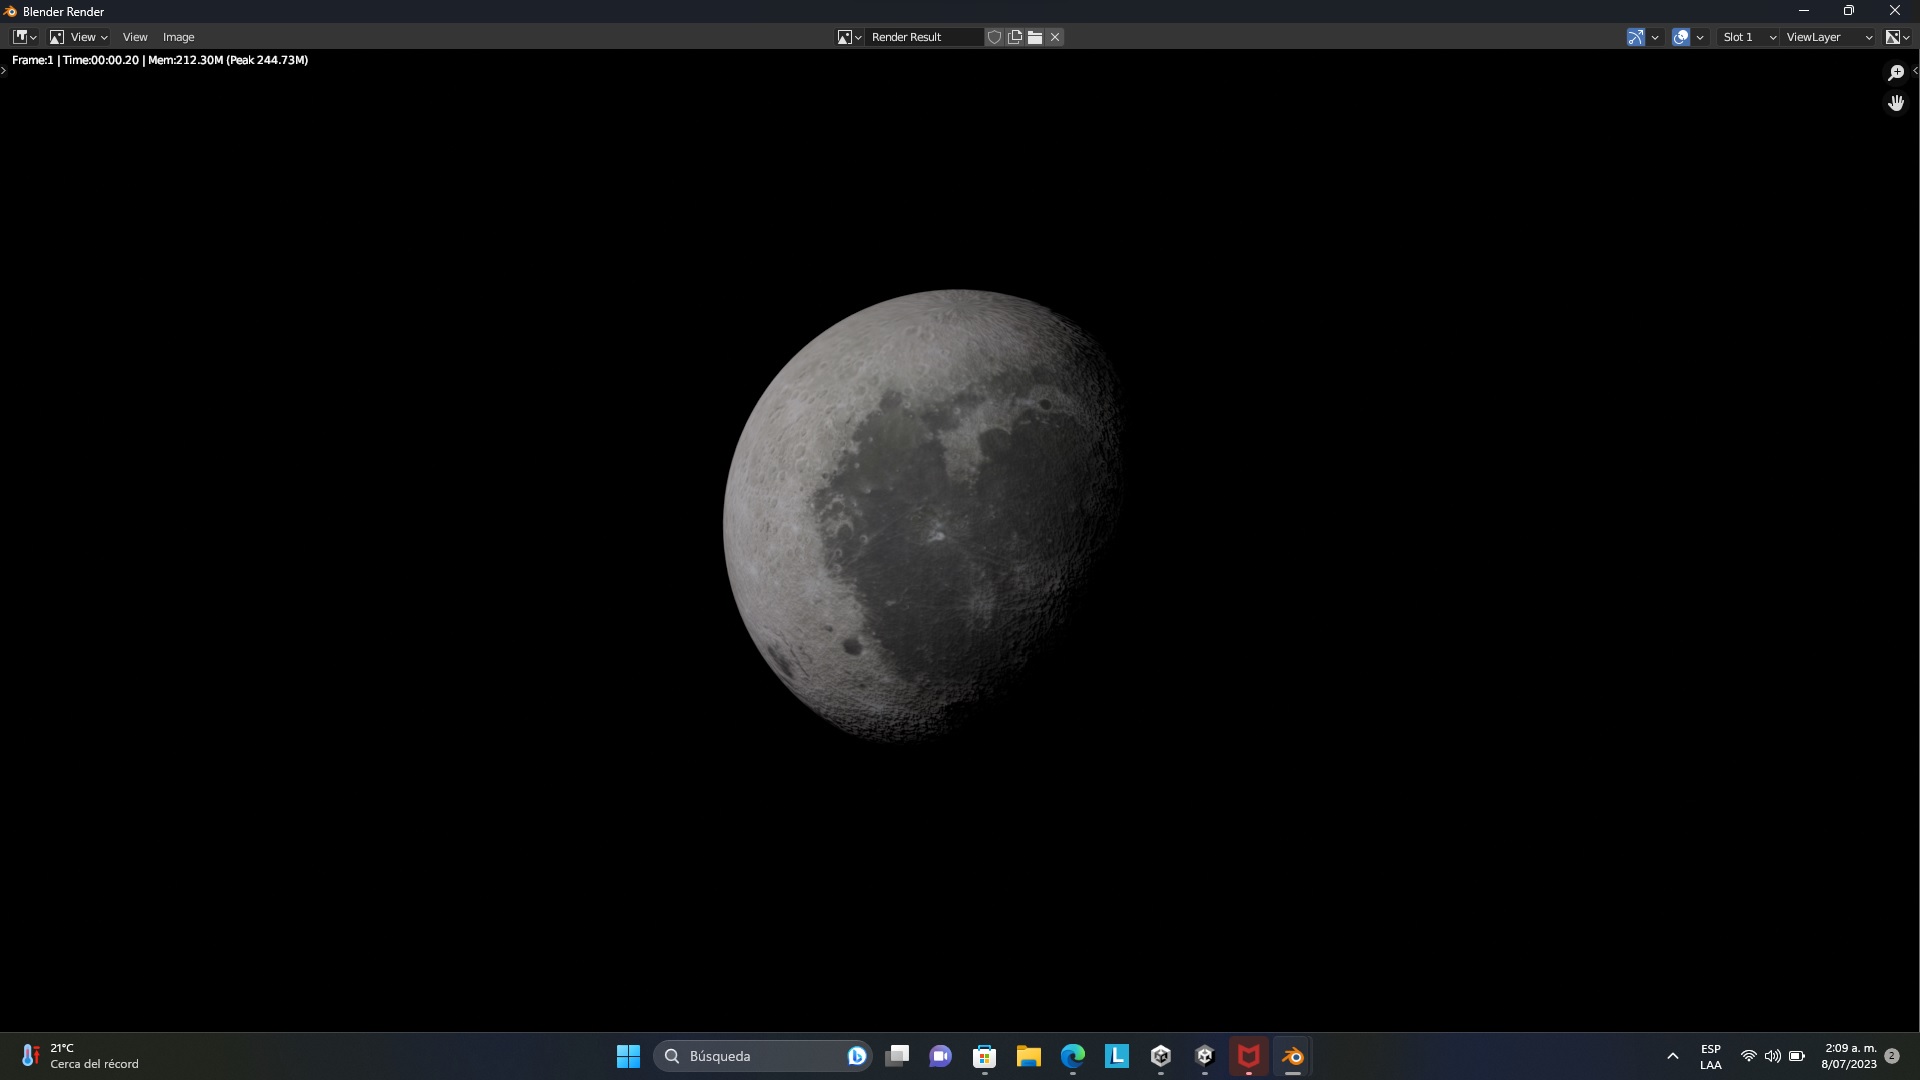 Blender Render
View View Image Render Result Slot 1 ViewLayer
Frame:1 | Time:00:00.20 | Mem:212.30M (Peak 244.73M)
21°C
Cerca del récord
Búsqueda
L
ESP
LAA
2:09 a. m.
8/07/2023
2